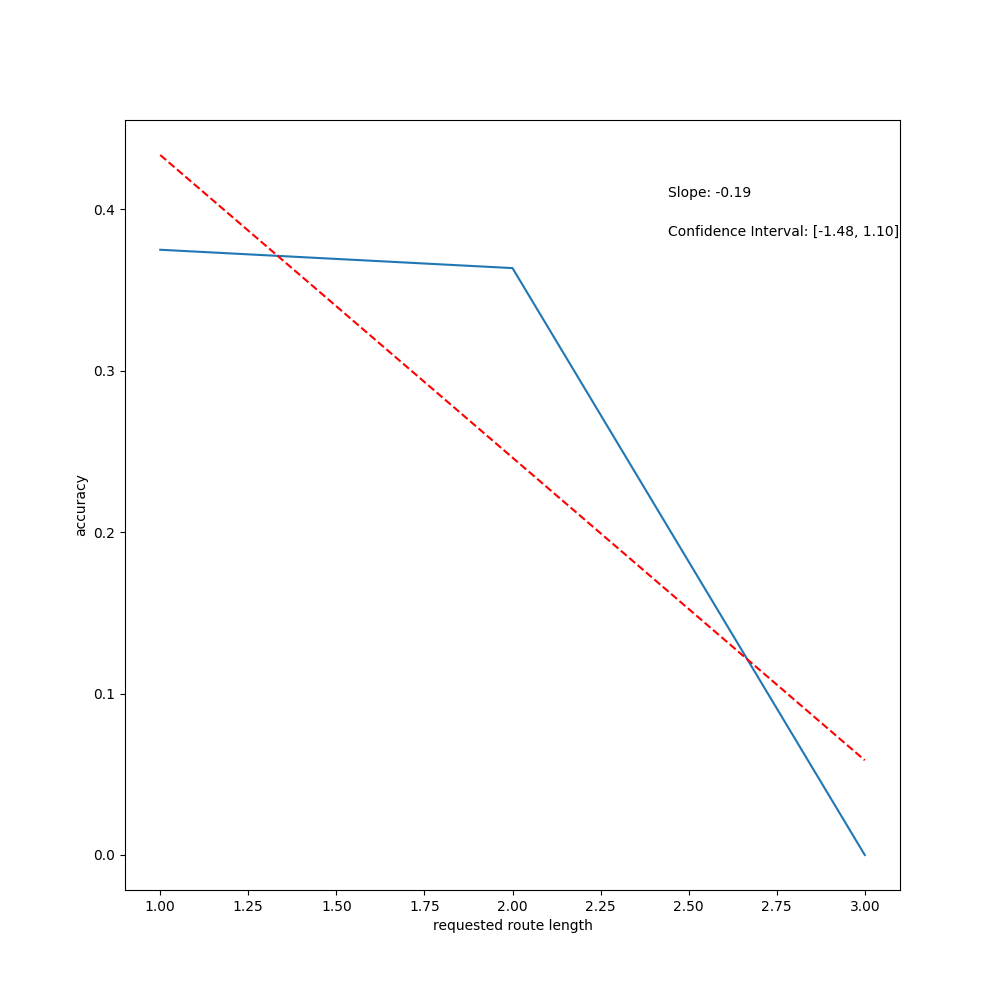 Slope: -0.19
Confidence Interval: [-1.48, 1.10]
0.4
0.3
0.2
0.1
0.0
accuracy
1.00 1.25 1.50 1.75 2.00 2.25 2.50 2.75 3.00
requested route length